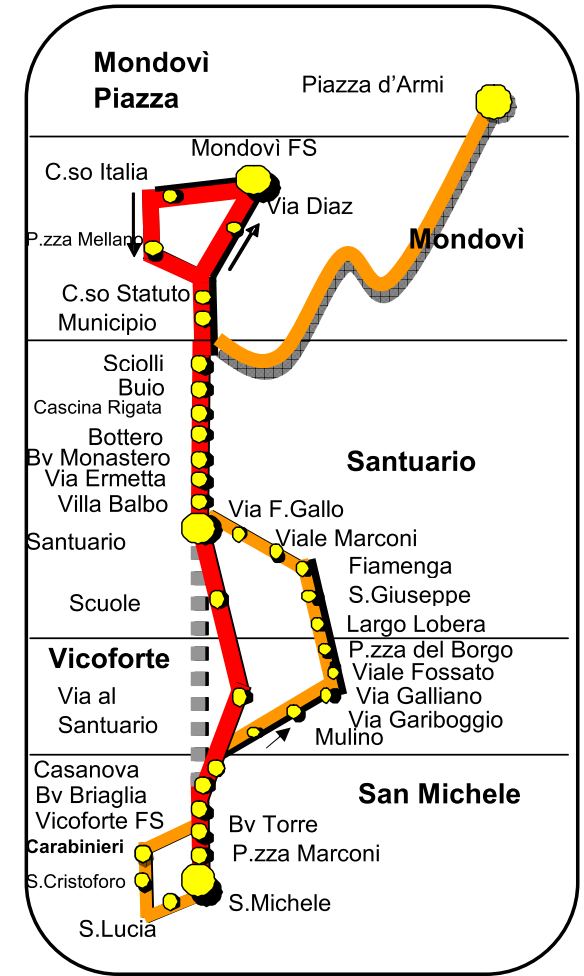 Mondovì
Piazza
Piazza d'Armi
Mondovì FS
C.so Italia
Via Diaz
P.zza Mellano
Mondovì
C.so Statuto
Municipio
Sciolli
Buio
Cascina Rigata
Bottero
Bv Monastero
Santuario
Via Ermetta
Villa Balbo
Via F.Gallo
Santuario
Viale Marconi
Fiamenga
Scuole
S.Giuseppe
Largo Lobera
Vicoforte
P.zza del Borgo
Viale Fossato
Via al
Santuario
Via Galliano
Via Gariboggio
Mulino
Casanova
Bv Briaglia
San Michele
Vicoforte FS
Bv Torre
Carabinieri
P.zza Marconi
S.Cristoforo
S.Michele
S.Lucia